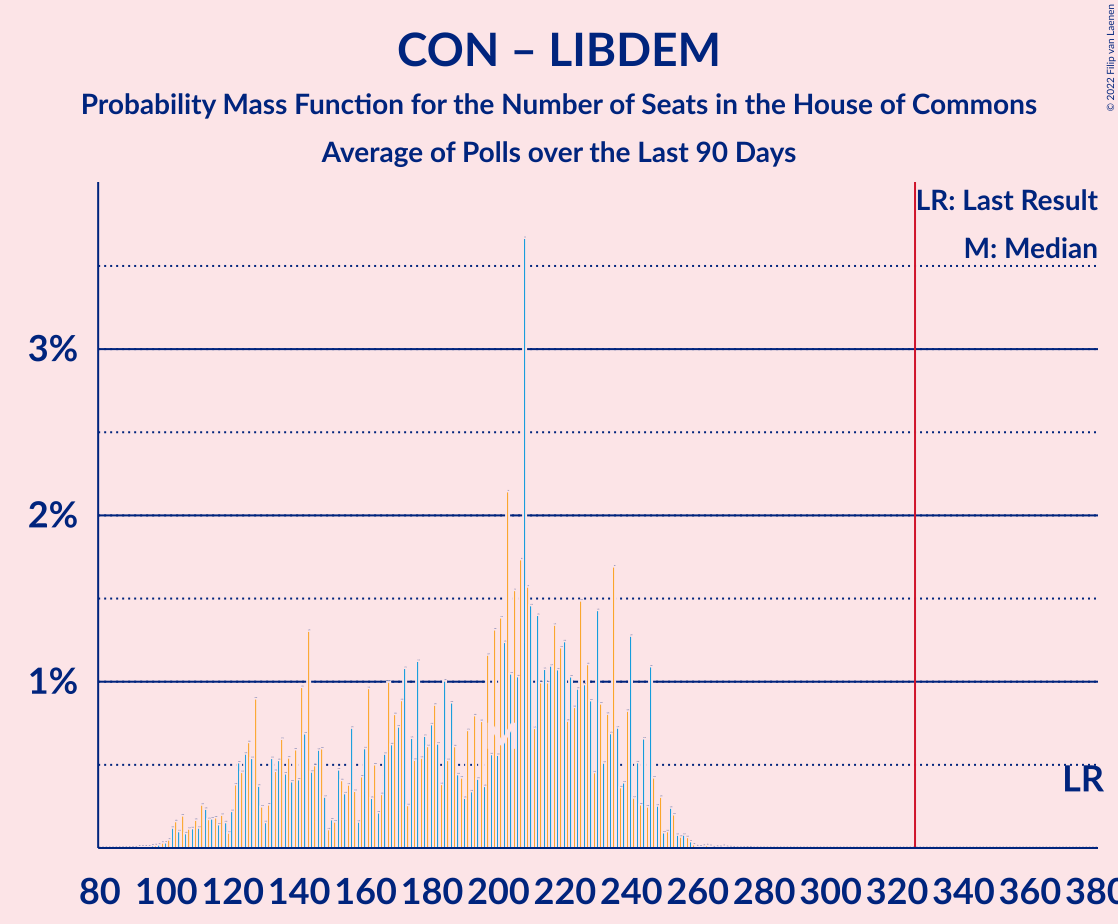 CON – LIBDEM
Probability Mass Function for the Number of Seats in the House of Commons
Average of Polls over the Last 90 Days
© 2022 Filip van Laenen
LR: Last Result
M: Median
3%
2%
1%
LR
80 100 120 140 160 180 200 220 240 260 280 300 320 340 360 380